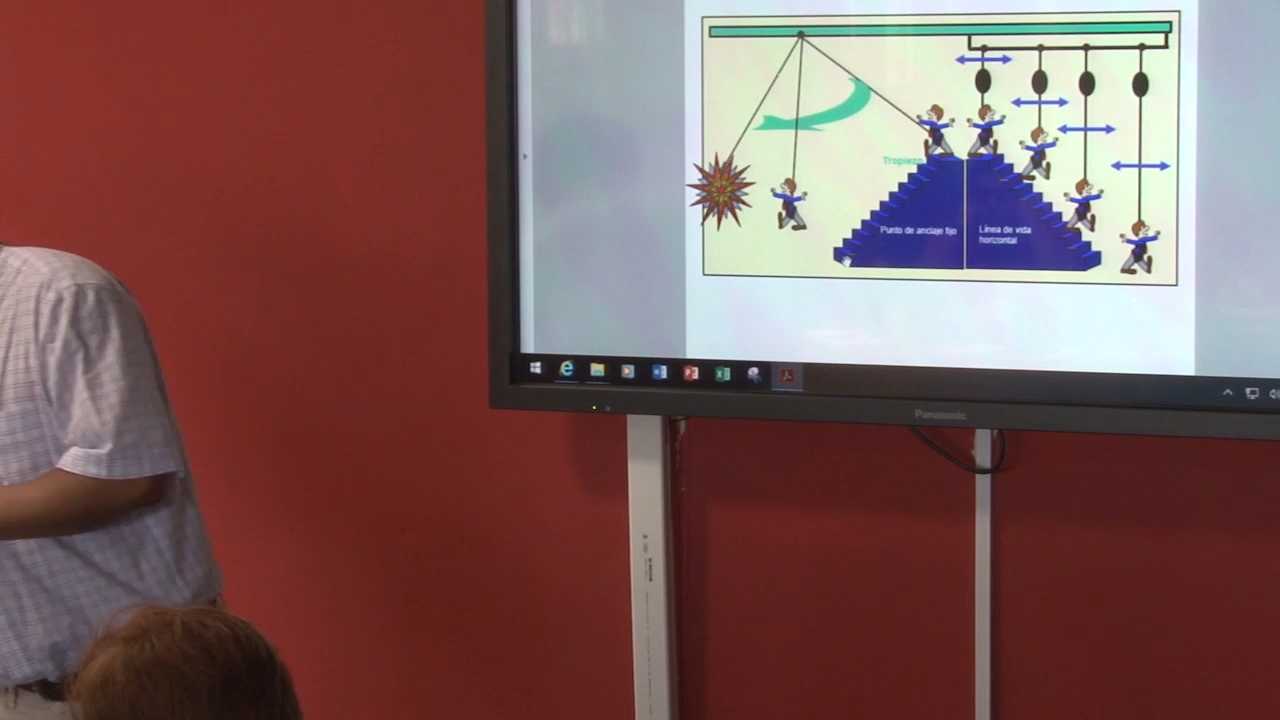 Tropiezo
Punto de anclaje fijo
Línea de vida
horizontal
Panasonic